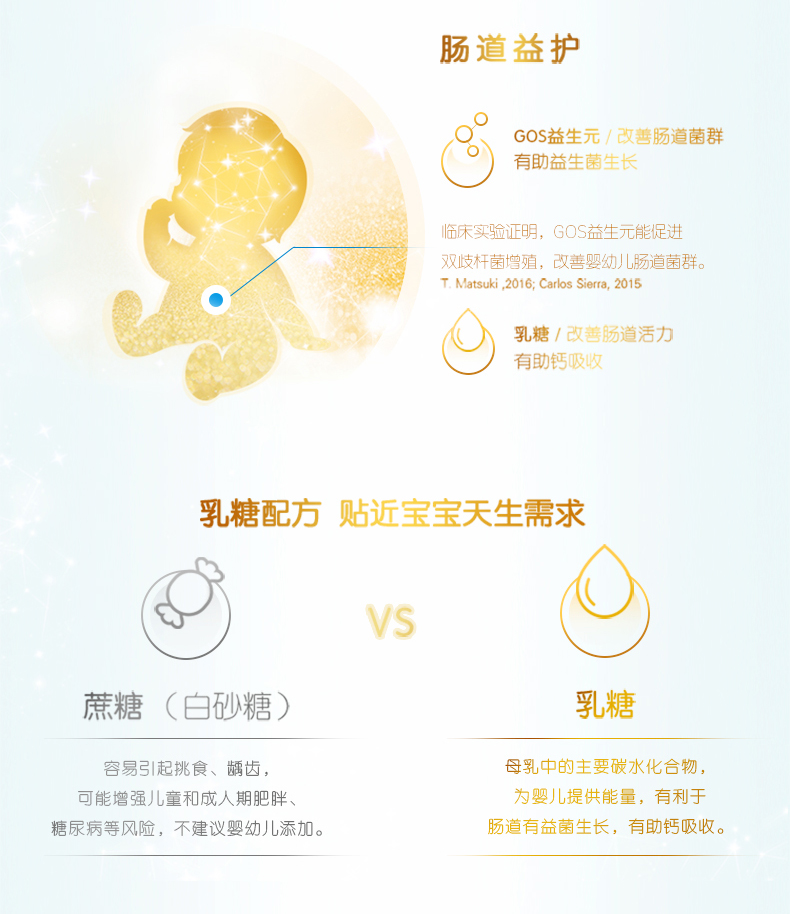 肠道益护
GOS益生元 / 改善肠道菌群
有助益生菌生长
临床实验证明，GOS益生元能促进
双歧杆菌增殖，改善婴幼儿肠道菌群。
T. Matsuki ,2016; Carlos Sierra, 2015
乳糖 / 改善肠道活力
有助钙吸收
乳糖配方 贴近宝宝天生需求
VS
蔗糖（白砂糖）
容易引起挑食、龋齿，
可能增强儿童和成人期肥胖、
糖尿病等风险，不建议婴幼儿添加。
乳糖
母乳中的主要碳水化合物，
为婴儿提供能量，有利于
肠道有益菌生长，有助钙吸收。